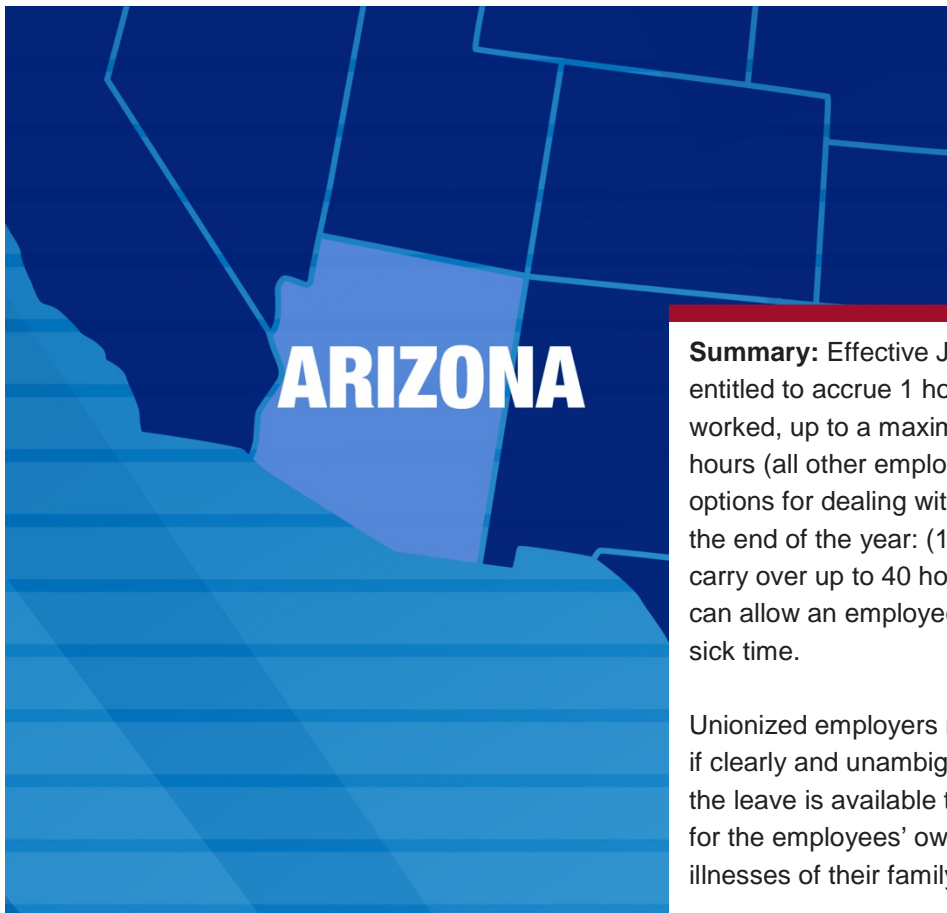 ARIZONA
Summary: Effective J
entitled to accrue 1 ho
worked, up to a maxim
hours (all other emplo
options for dealing wit
the end of the year: (1
carry over up to 40 ho
can allow an employee
sick time.
Unionized employers
if clearly and unambig
the leave is available t
for the employees' ow
illnesses of their family